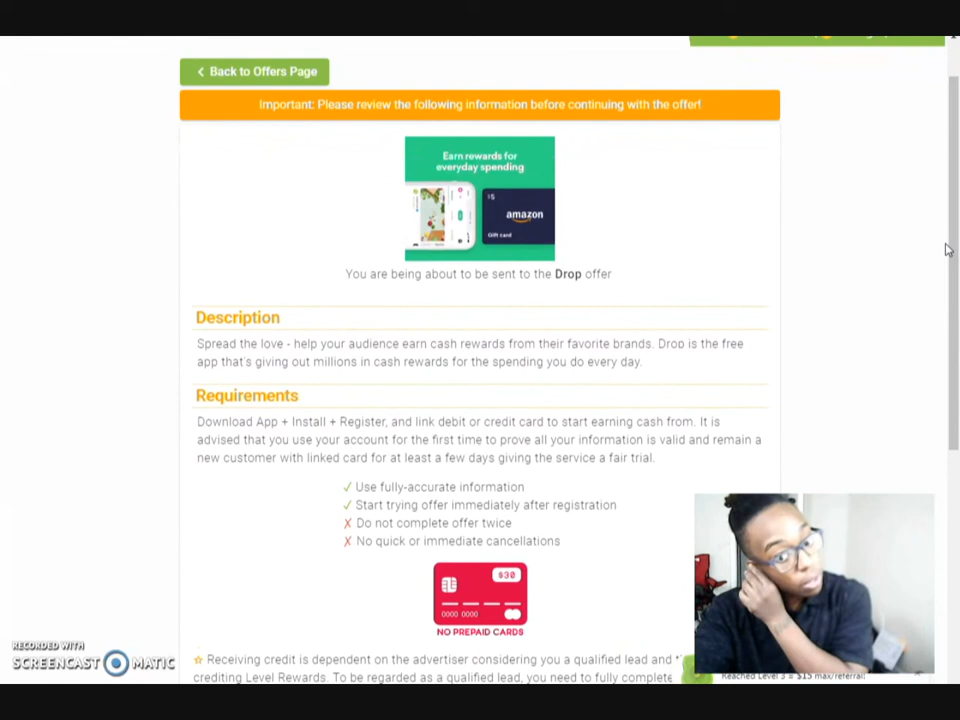 Back to Offers Page
Important: Please review the following information before continuing with the offer!
Earn rewards for
everyday spending
$5
amazon
Gift card
You are being about to be sent to the Drop offer
Description
Spread the love - help your audience earn cash rewards from their favorite brands. Drop is the free
app that's giving out millions in cash rewards for the spending you do every day.
Requirements
Download App + Install + Register, and link debit or credit card to start earning cash from. It is
advised that you use your account for the first time to prove all your information is valid and remain a
new customer with linked card for at least a few days giving the service a fair trial.
✓ Use fully-accurate information
✓ Start trying offer immediately after registration
✗ Do not complete offer twice
✗ No quick or immediate cancellations
$30
0000 0000
NO PREPAID CARDS
☆ Receiving credit is dependent on the advertiser considering you a qualified lead and
crediting Level Rewards. To be regarded as a qualified lead, you need to fully complete
Reached Level 3 = $15 max/referral!
RECORDED WITH
SCREENCAST MATIC